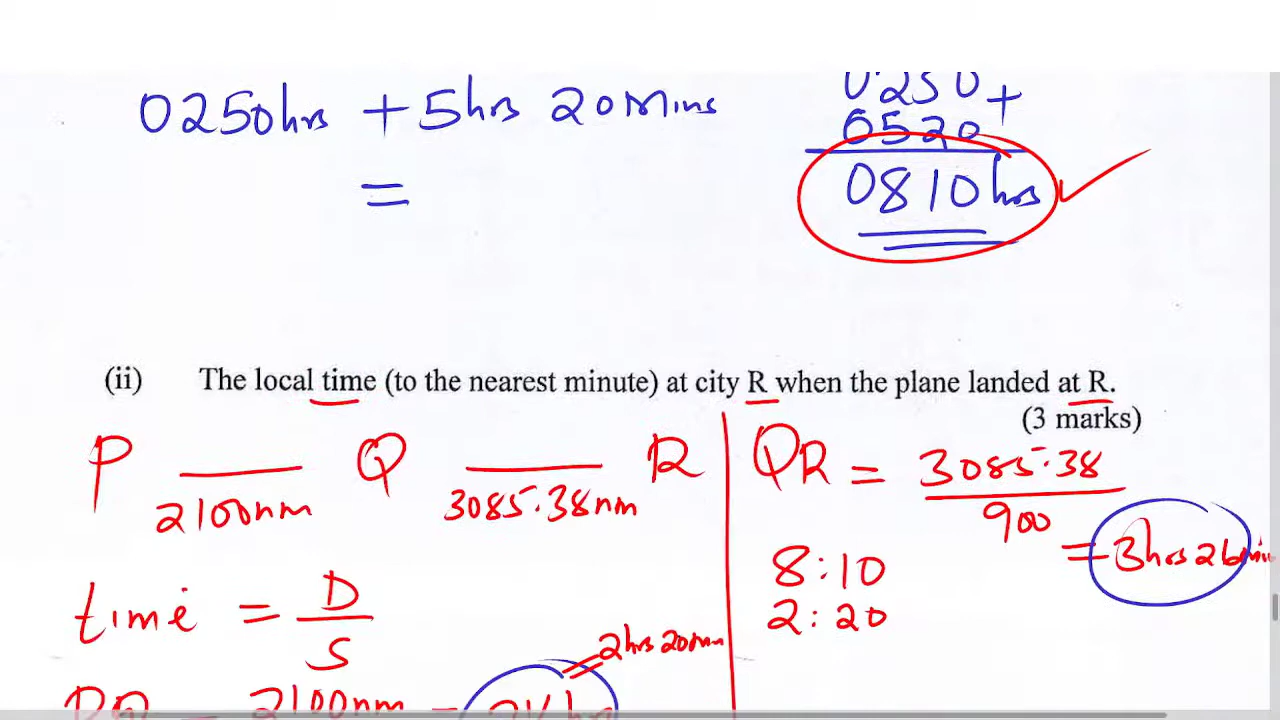 0250hrs + 5hrs 20Mins
=
0250 +
0520
0810hrs
(ii) The local time (to the nearest minute) at city R when the plane landed at R.
(3 marks)
P Q R
2100nm 3085.38nm
time = D
S
= 2hrs 20min
2100nm =
QR = 3085.38
900
= 3hrs 26min
8:10
2:20